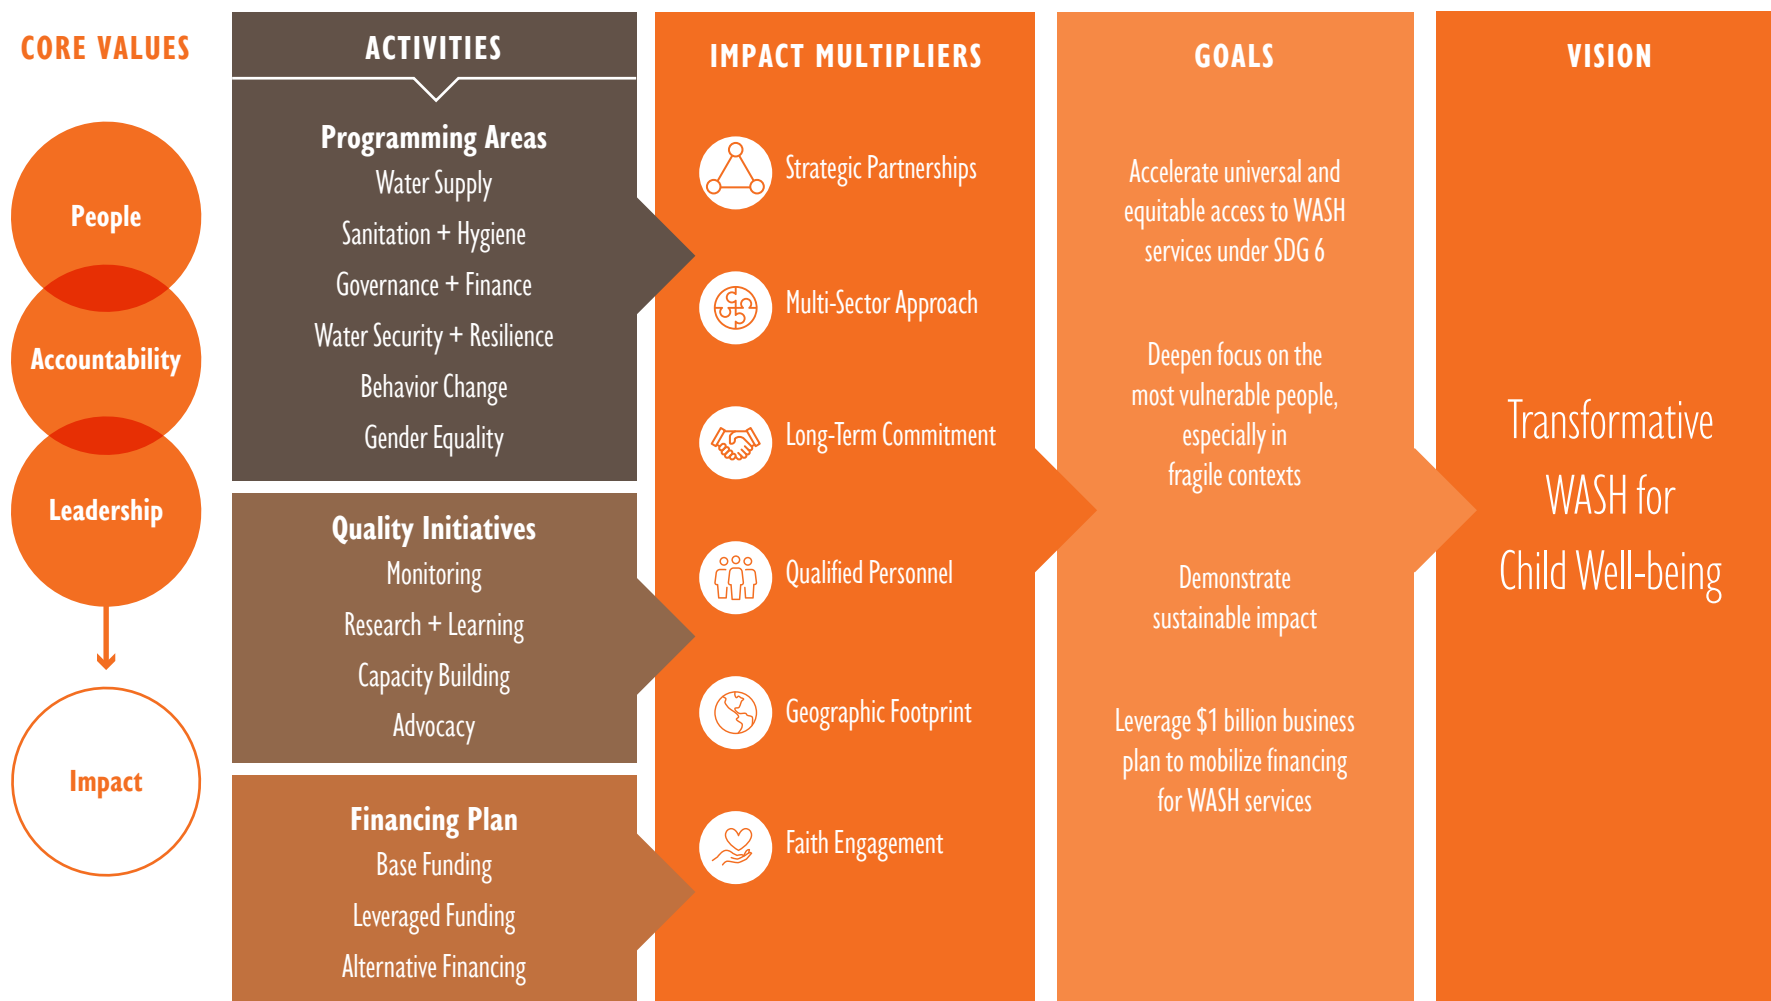 CORE VALUES
People
Accountability
Leadership
Impact
ACTIVITIES
Programming Areas
Water Supply
Sanitation + Hygiene
Governance + Finance
Water Security + Resilience
Behavior Change
Gender Equality
Quality Initiatives
Monitoring
Research + Learning
Capacity Building
Advocacy
Financing Plan
Base Funding
Leveraged Funding
Alternative Financing
IMPACT MULTIPLIERS
Strategic Partnerships
Multi-Sector Approach
Long-Term Commitment
Qualified Personnel
Geographic Footprint
Faith Engagement
GOALS
Accelerate universal and
equitable access to WASH
services under SDG 6
Deepen focus on the
most vulnerable people,
especially in
fragile contexts
Demonstrate
sustainable impact
Leverage $1 billion business
plan to mobilize financing
for WASH services
VISION
Transformative
WASH for
Child Well-being